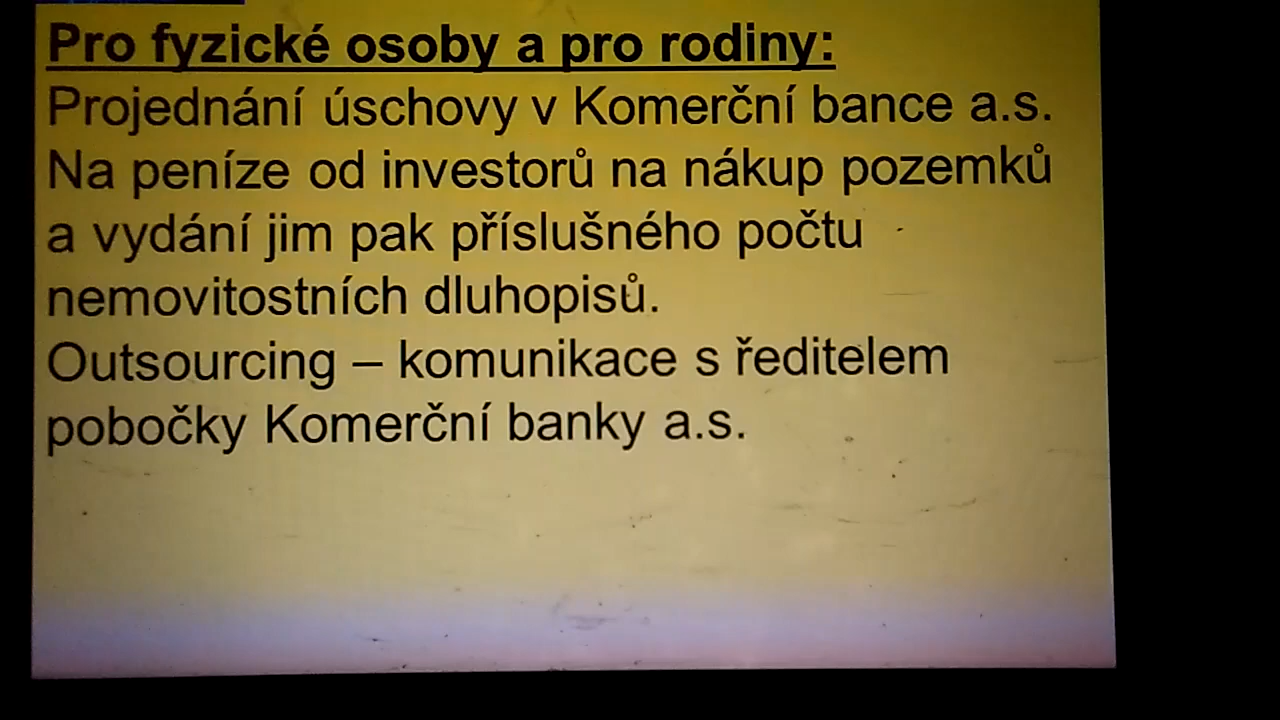 Pro fyzické osoby a pro rodiny:
Projednání úschovy v Komerční bance a.s.
Na peníze od investorů na nákup pozemků
a vydání jim pak příslušného počtu
nemovitostních dluhopisů.
Outsourcing – komunikace s ředitelem
pobočky Komerční banky a.s.